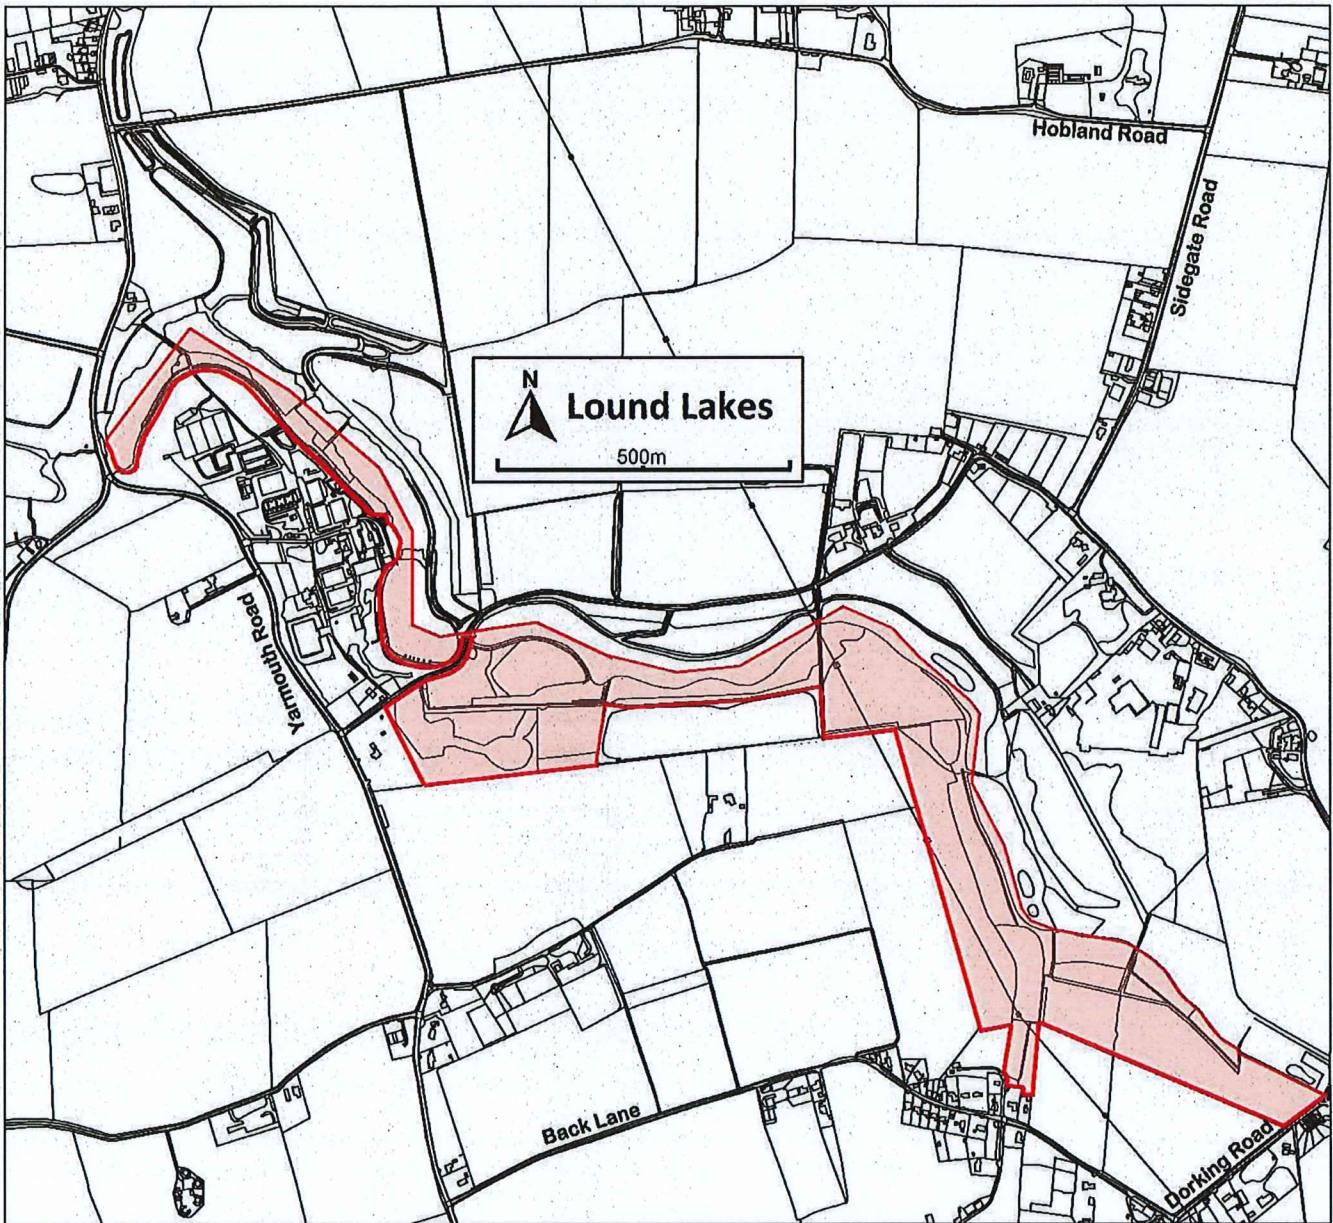 Hobland Road
Sidegate Road
N
Lound Lakes
500m
Yarmouth Road
Back Lane
Dorking Road